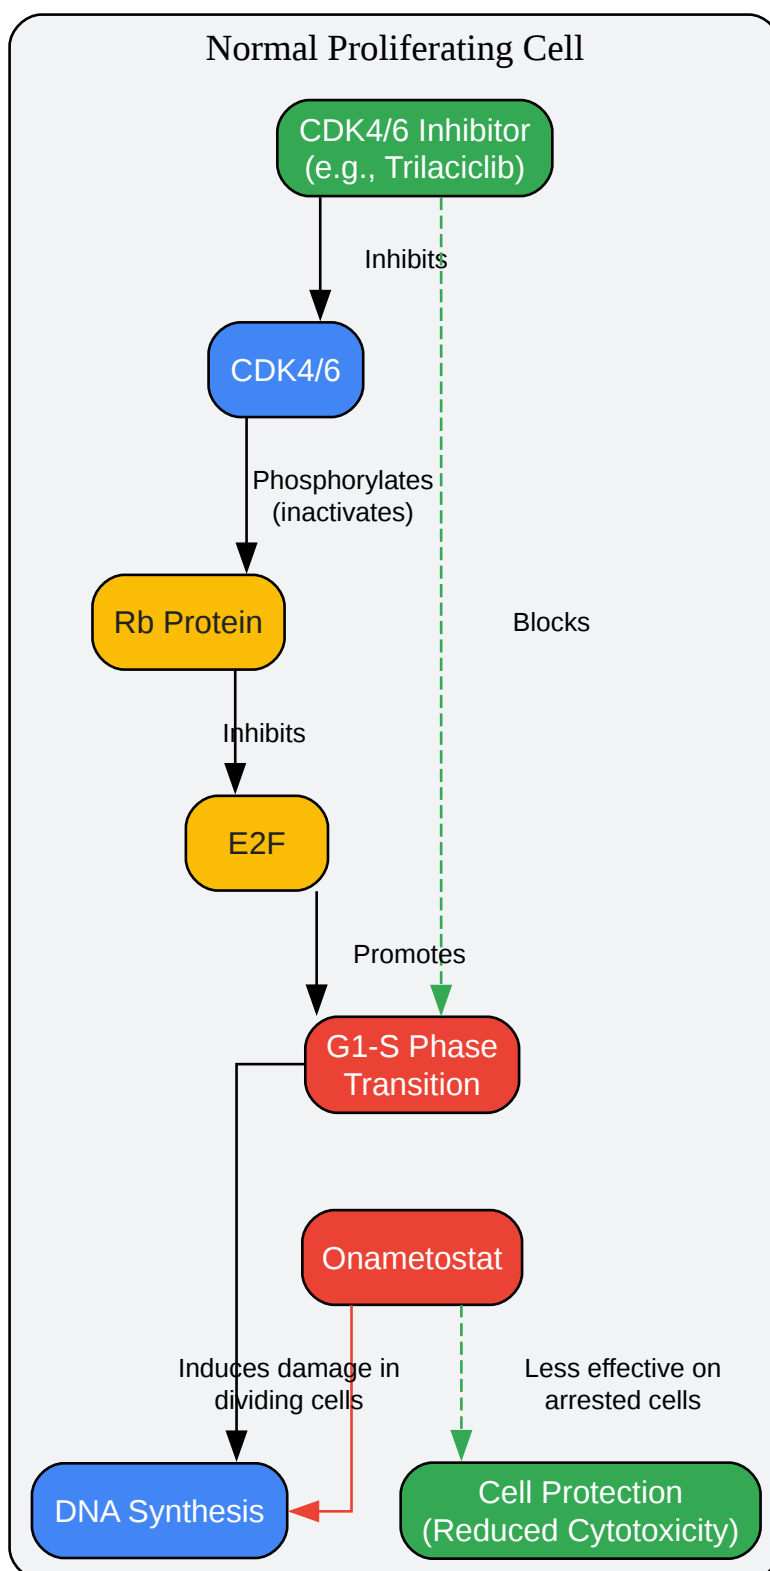 Normal Proliferating Cell
CDK4/6 Inhibitor
(e.g., Trilaciclib)
Inhibits
CDK4/6
Phosphorylates
(inactivates)
Rb Protein
Blocks
Inhibits
E2F
Promotes
G1-S Phase
Transition
Onametostat
Induces damage in
dividing cells
Less effective on
arrested cells
DNA Synthesis
Cell Protection
(Reduced Cytotoxicity)